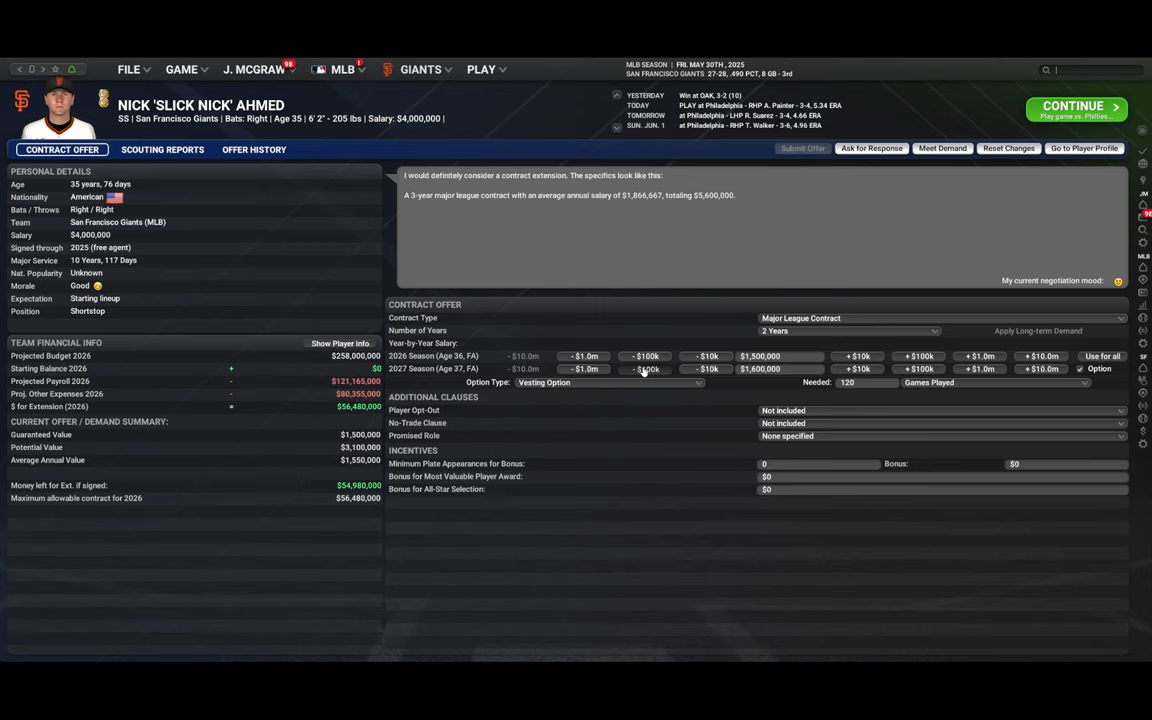 FILE GAME J. MCGRAW 98 MLB ! GIANTS PLAY
MLB SEASON | FRI. MAY 30TH, 2025
SAN FRANCISCO GIANTS 27-28, .490 PCT, 8 GB - 3rd
NICK 'SLICK NICK' AHMED
SS | San Francisco Giants | Bats: Right | Age 35 | 6' 2" - 205 lbs | Salary: $4,000,000 |
YESTERDAY Win at OAK, 3-2 (10)
TODAY PLAY at Philadelphia - RHP A. Painter - 3-4, 5.34 ERA
TOMORROW at Philadelphia - LHP R. Suarez - 3-4, 4.66 ERA
SUN. JUN. 1 at Philadelphia - RHP T. Walker - 3-6, 4.96 ERA
CONTINUE
Play game vs. Phillies...
CONTRACT OFFER SCOUTING REPORTS OFFER HISTORY
Submit Offer Ask for Response Meet Demand Reset Changes Go to Player Profile
PERSONAL DETAILS
Age 35 years, 76 days
Nationality American
Bats / Throws Right / Right
Team San Francisco Giants (MLB)
Salary $4,000,000
Signed through 2025 (free agent)
Major Service 10 Years, 117 Days
Nat. Popularity Unknown
Morale Good
Expectation Starting lineup
Position Shortstop
I would definitely consider a contract extension. The specifics look like this:
A 3-year major league contract with an average annual salary of $1,866,667, totaling $5,600,000.
My current negotiation mood:
TEAM FINANCIAL INFO Show Player Info
Projected Budget 2026 $258,000,000
Starting Balance 2026 + $0
Projected Payroll 2026 - $121,165,000
Proj. Other Expenses 2026 - $80,355,000
$ for Extension (2026) = $56,480,000
CURRENT OFFER / DEMAND SUMMARY:
Guaranteed Value $1,500,000
Potential Value $3,100,000
Average Annual Value $1,550,000
Money left for Ext. if signed: $54,980,000
Maximum allowable contract for 2026 $56,480,000
CONTRACT OFFER
Contract Type Major League Contract
Number of Years 2 Years Apply Long-term Demand
Year-by-Year Salary:
2026 Season (Age 36, FA) - $10.0m - $1.0m - $100k - $10k $1,500,000 + $10k + $100k + $1.0m + $10.0m Use for all
2027 Season (Age 37, FA) - $10.0m - $1.0m - $100k - $10k $1,600,000 + $10k + $100k + $1.0m + $10.0m Option
Option Type: Vesting Option Needed: 120 Games Played
ADDITIONAL CLAUSES
Player Opt-Out Not included
No-Trade Clause Not included
Promised Role None specified
INCENTIVES
Minimum Plate Appearances for Bonus: 0 Bonus: $0
Bonus for Most Valuable Player Award: $0
Bonus for All-Star Selection: $0
JM
98
MLB
SF